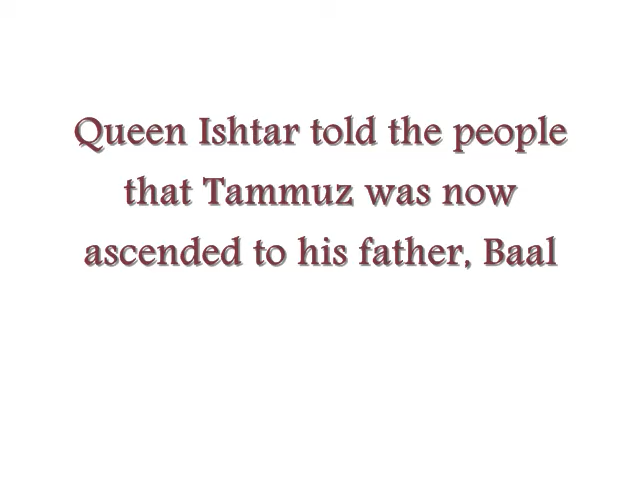 Queen Ishtar told the people
that Tammuz was now
ascended to his father, Baal